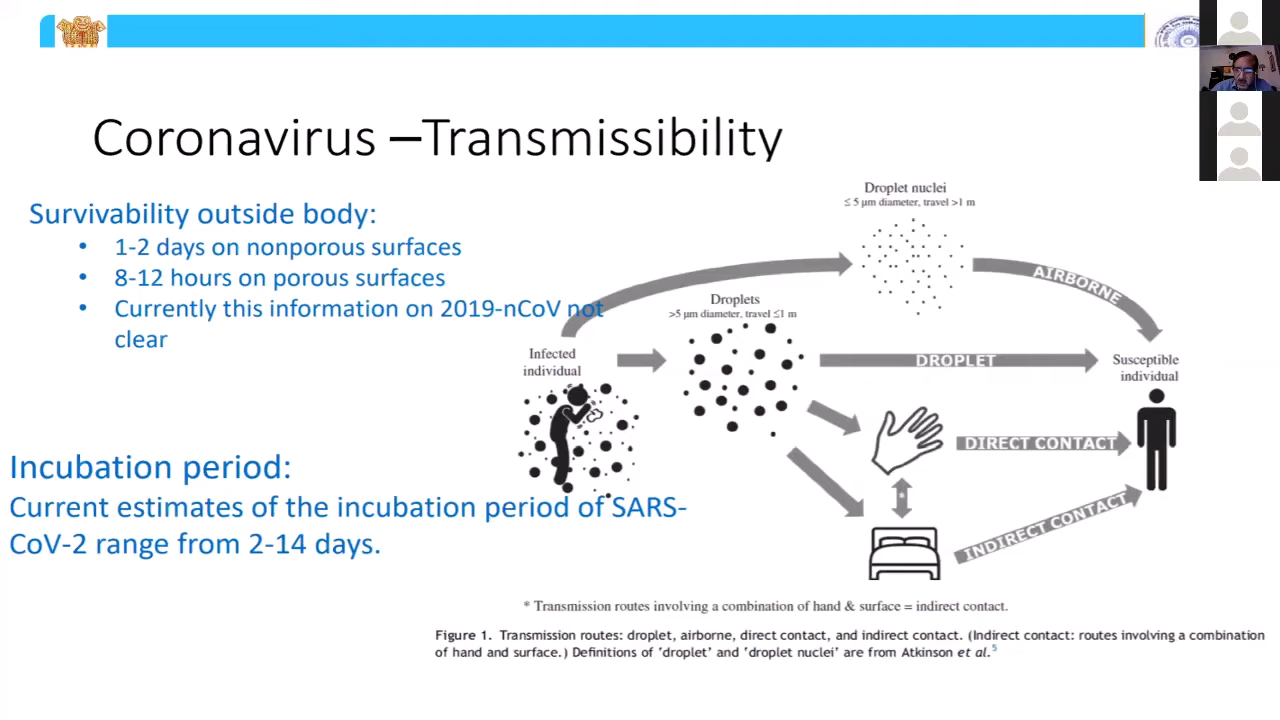 Coronavirus –Transmissibility
Survivability outside body:
• 1-2 days on nonporous surfaces
• 8-12 hours on porous surfaces
• Currently this information on 2019-nCoV not
clear
Incubation period:
Current estimates of the incubation period of SARS-
CoV-2 range from 2-14 days.
Droplet nuclei
≤ 5 μm diameter, travel >1 m
AIRBORNE
Droplets
>5 μm diameter, travel ≤1 m
Infected
individual
DROPLET
Susceptible
individual
DIRECT CONTACT
*
INDIRECT CONTACT
* Transmission routes involving a combination of hand & surface = indirect contact.
Figure 1. Transmission routes: droplet, airborne, direct contact, and indirect contact. (Indirect contact: routes involving a combination
of hand and surface.) Definitions of 'droplet' and 'droplet nuclei' are from Atkinson et al.5